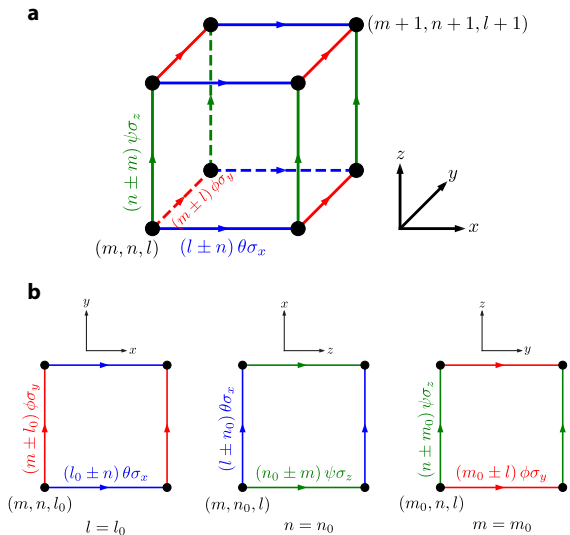 a
(m + 1, n + 1, l + 1)
(n ± m) ψσ_z
(m ± l) ϕσ_y
(m, n, l)
(l ± n) θσ_x
z
y
x
b
y
x
(m ± l_0) ϕσ_y
(l_0 ± n) θσ_x
(m, n, l_0)
l = l_0
x
z
(l ± n_0) θσ_x
(n_0 ± m) ψσ_z
(m, n_0, l)
n = n_0
z
y
(n ± m_0) ψσ_z
(m_0 ± l) ϕσ_y
(m_0, n, l)
m = m_0